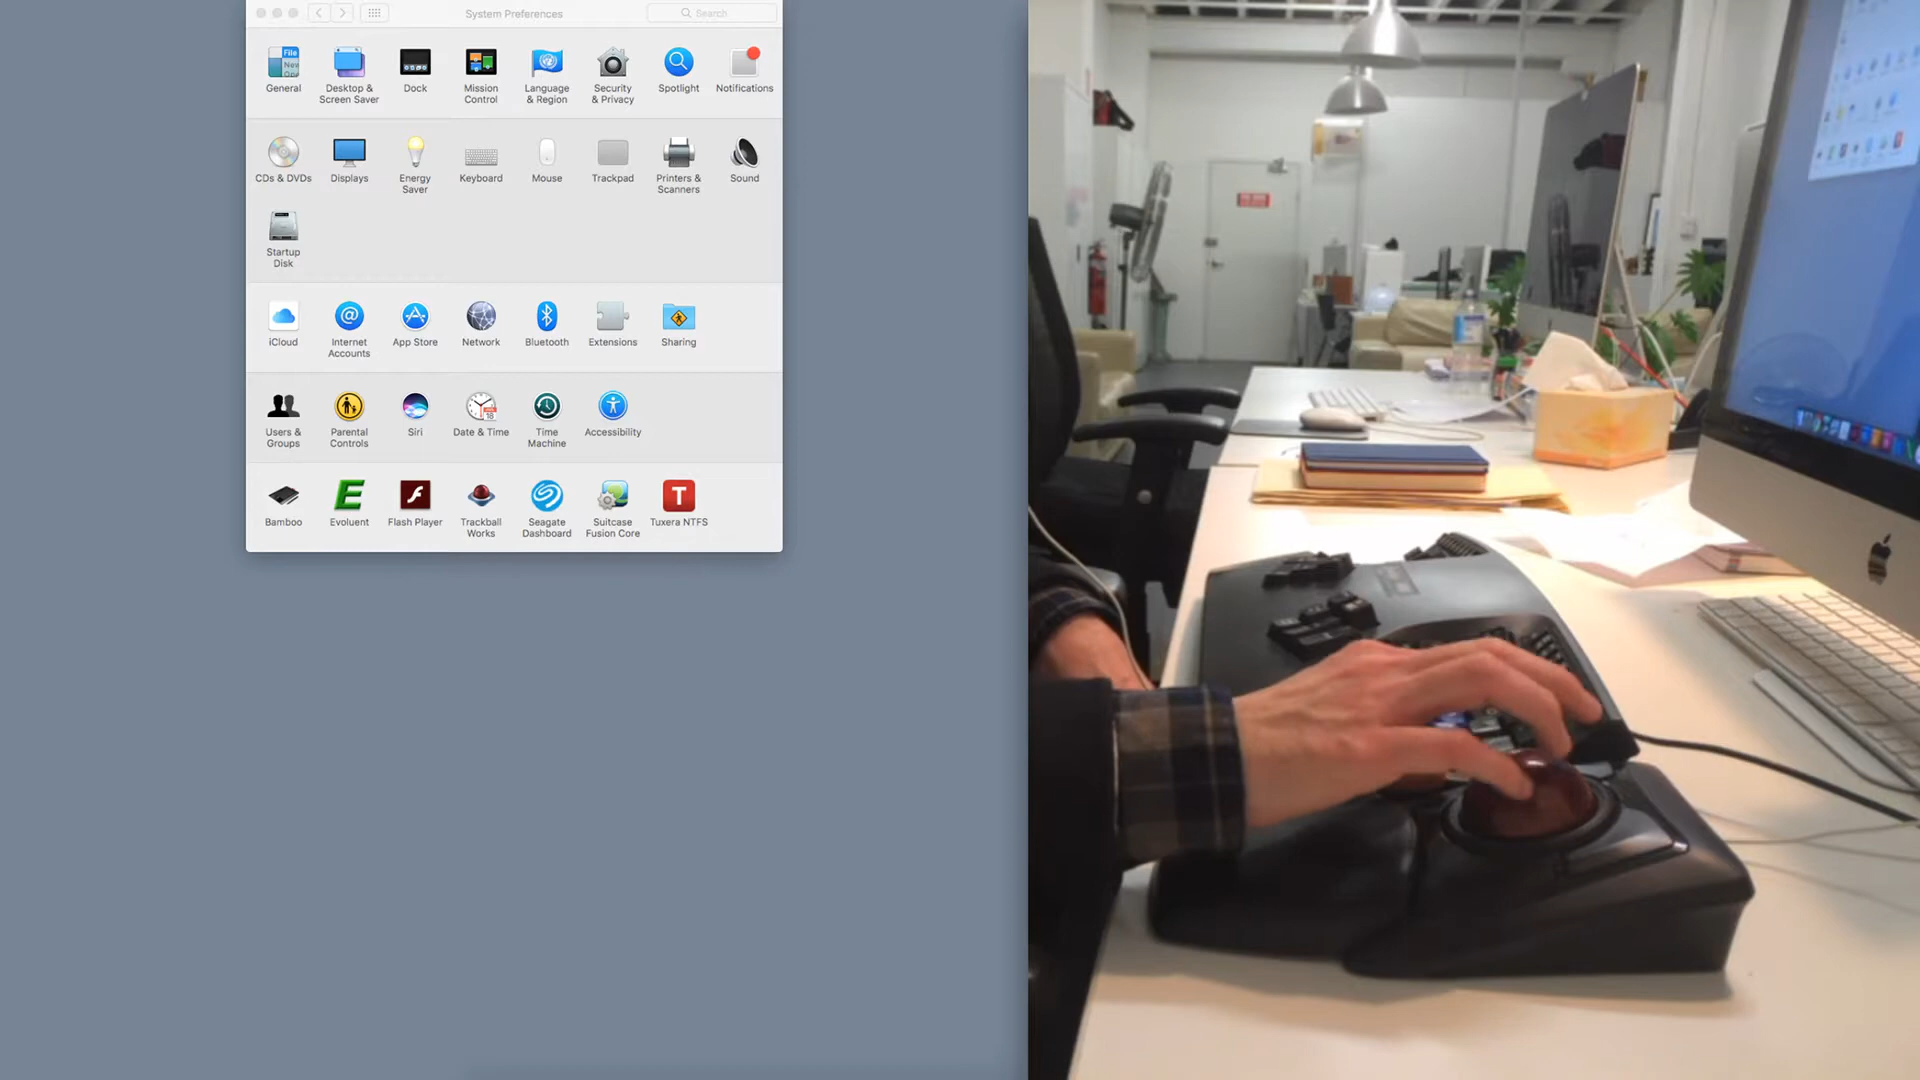 System Preferences
Search
File
New
General
Desktop &
Screen Saver
Dock
Mission
Control
Language
& Region
Security
& Privacy
Spotlight
Notifications
CDs & DVDs
Displays
Energy
Saver
Keyboard
Mouse
Trackpad
Printers &
Scanners
Sound
Startup
Disk
iCloud
Internet
Accounts
App Store
Network
Bluetooth
Extensions
Sharing
Users &
Groups
Parental
Controls
Siri
18
Date & Time
Time
Machine
Accessibility
Bamboo
Evoluent
Flash Player
Trackball
Works
Seagate
Dashboard
Suitcase
Fusion Core
T
Tuxera NTFS